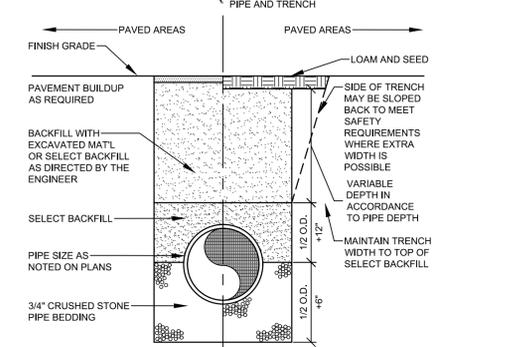 PIPE AND TRENCH
PAVED AREAS
PAVED AREAS
FINISH GRADE
LOAM AND SEED
PAVEMENT BUILDUP
AS REQUIRED
BACKFILL WITH
EXCAVATED MAT'L
OR SELECT BACKFILL
AS DIRECTED BY THE
ENGINEER
SELECT BACKFILL
PIPE SIZE AS
NOTED ON PLANS
3/4" CRUSHED STONE
PIPE BEDDING
SIDE OF TRENCH
MAY BE SLOPED
BACK TO MEET
SAFETY
REQUIREMENTS
WHERE EXTRA
WIDTH IS
POSSIBLE
VARIABLE
DEPTH IN
ACCORDANCE
TO PIPE DEPTH
MAINTAIN TRENCH
WIDTH TO TOP OF
SELECT BACKFILL
1/2 O.D.
+12"
1/2 O.D.
+6"